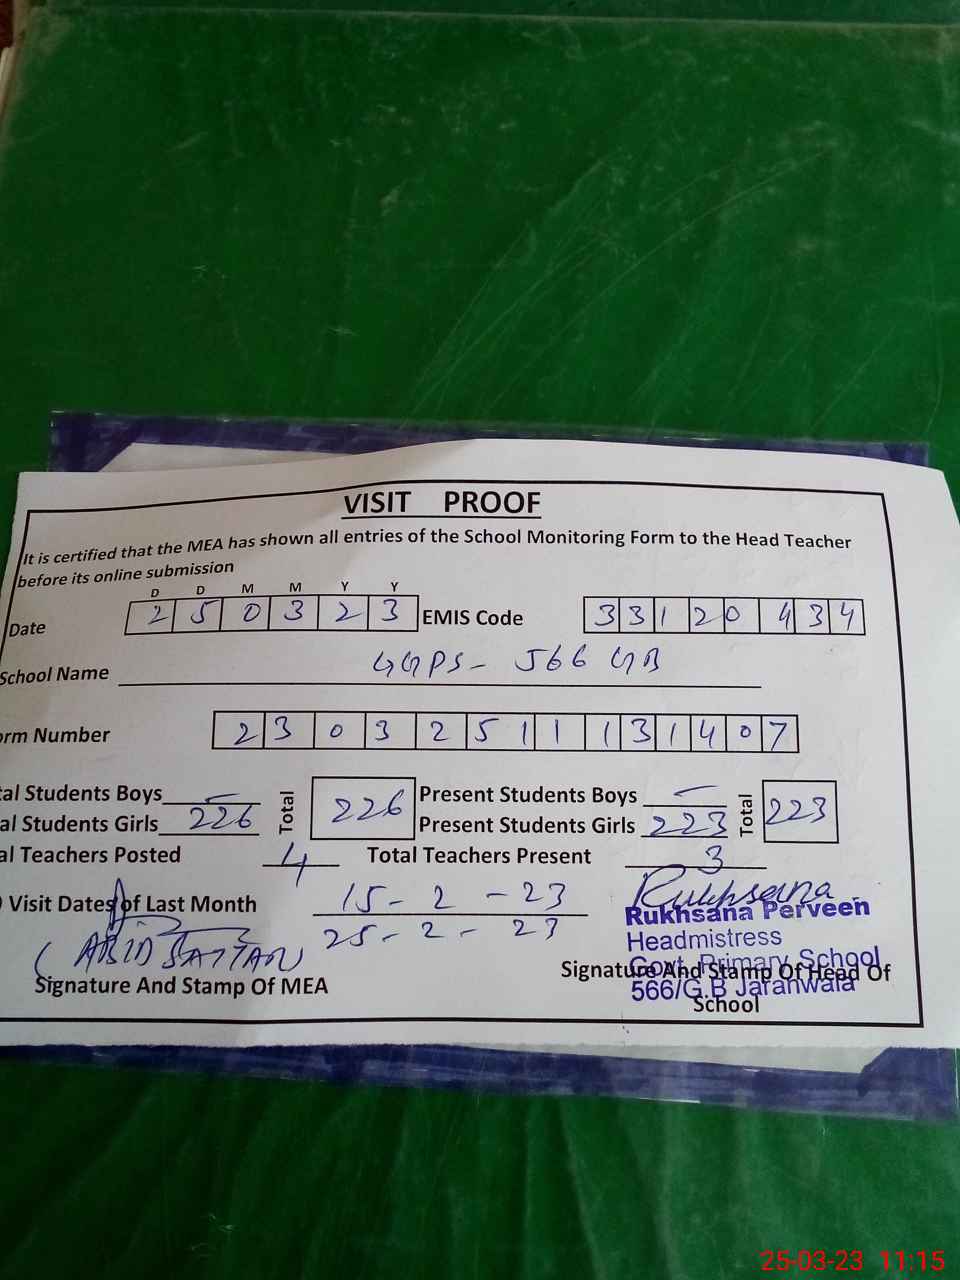 VISIT PROOF
It is certified that the MEA has shown all entries of the School Monitoring Form to the Head Teacher
before its online submission
D D M M Y Y
Date 2 5 0 3 2 3 EMIS Code 3 3 1 2 0 4 3 4
School Name GGPS- 566 GB
orm Number 2 3 0 3 2 5 1 1 1 3 1 4 0 7
al Students Boys - Total 226 Present Students Boys - Total 223
al Students Girls 226 Present Students Girls 223
al Teachers Posted 4 Total Teachers Present 3
Visit Dates of Last Month 15-2-23
25-2-23
Rukhsana
(ABID SATTAR)
Signature And Stamp Of MEA
Rukhsana Perveen
Headmistress
Govt. Primary School
566/G.B Jaranwala
Signature And Stamp Of Head Of
School
25-03-23 11:15